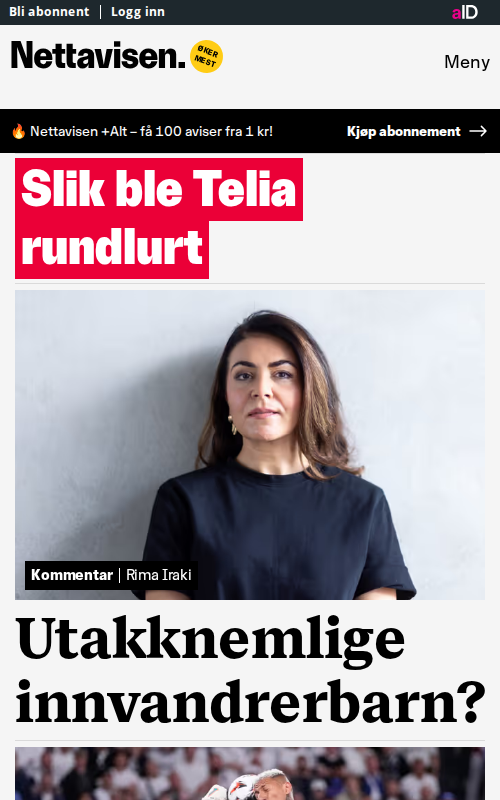 Bli abonnent | Logg inn
aID
Nettavisen.
ØKER
MEST
Meny
🔥 Nettavisen +Alt – få 100 aviser fra 1 kr!
Kjøp abonnement →
Slik ble Telia
rundlurt
Kommentar | Rima Iraki
Utakknemlige
innvandrerbarn?